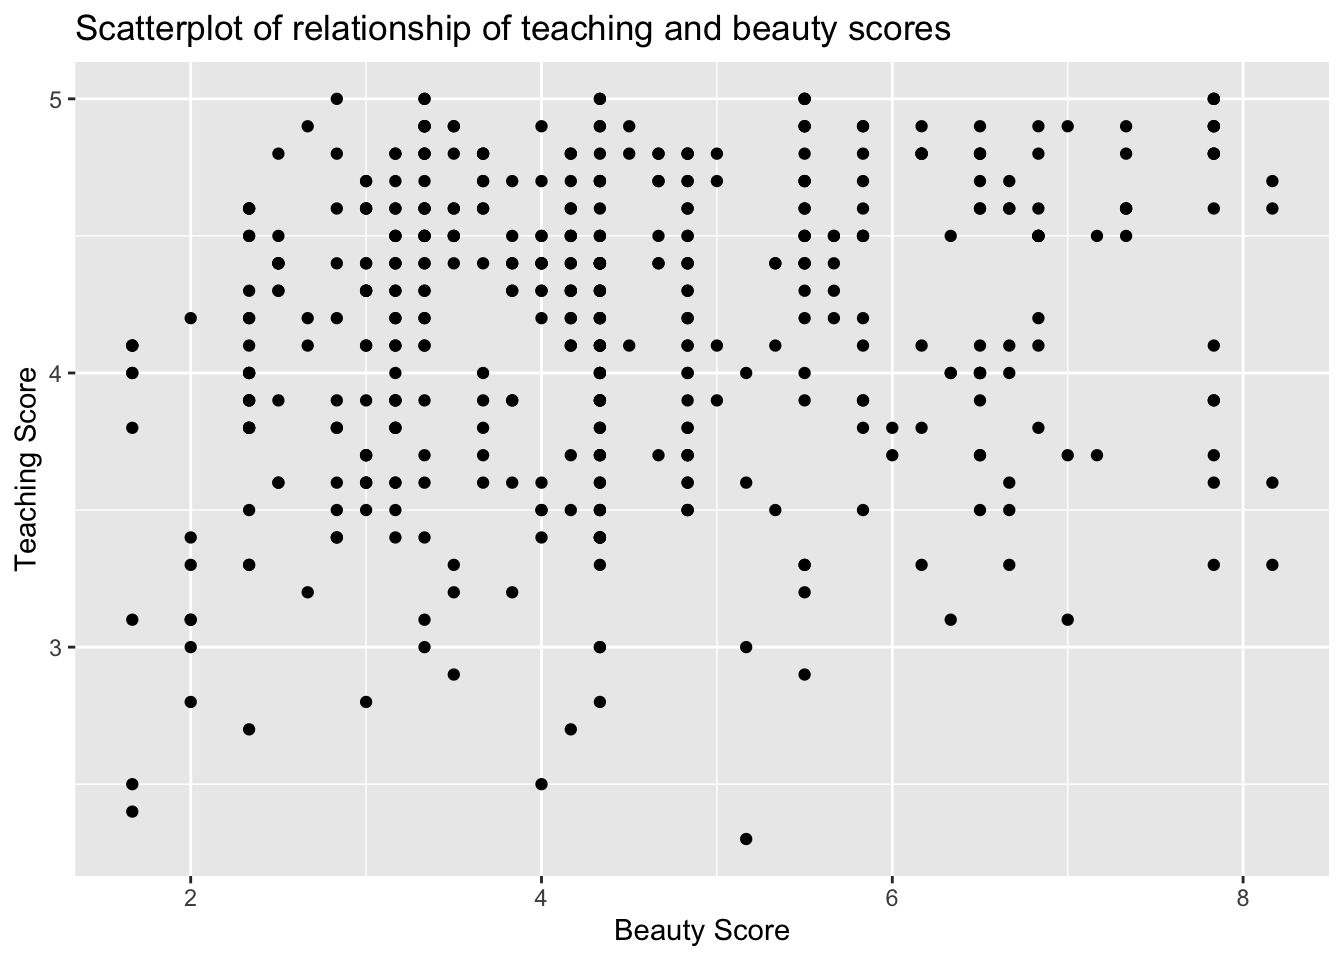 Scatterplot of relationship of teaching and beauty scores
5
4
3
Teaching Score
2 4 6 8
Beauty Score